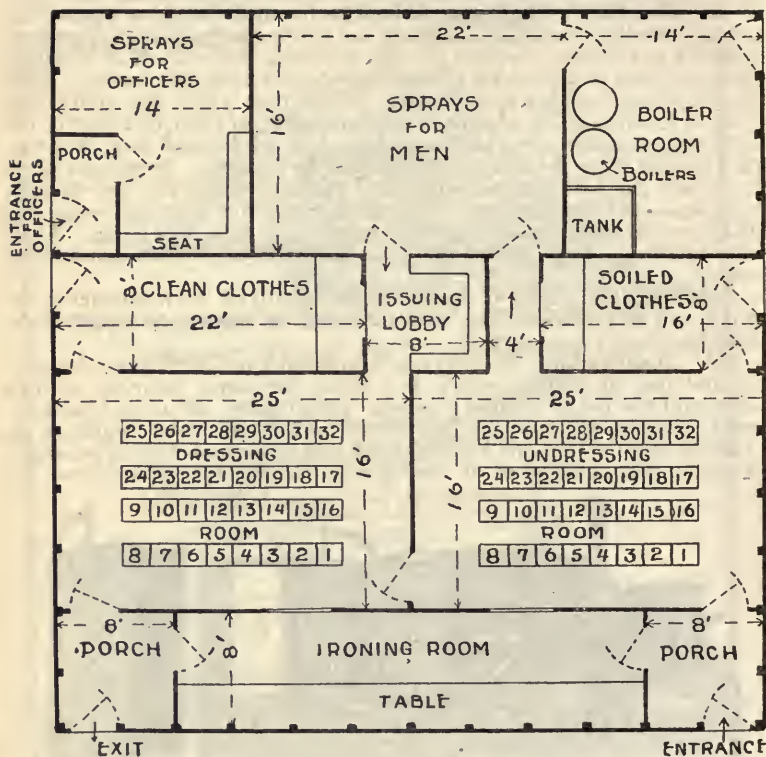 SPRAYS
FOR
OFFICERS
14
22'
14'
16'
SPRAYS
FOR
MEN
BOILER
ROOM
BOILERS
PORCH
ENTRANCE
FOR
OFFICERS
SEAT
TANK
8'
CLEAN CLOTHES
22'
ISSUING
LOBBY
8'
4'
SOILED
CLOTHES
8'
16'
25'
25'
16'
16'
25 26 27 28 29 30 31 32
DRESSING
24 23 22 21 20 19 18 17
9 10 11 12 13 14 15 16
ROOM
8 7 6 5 4 3 2 1
25 26 27 28 29 30 31 32
UNDRESSING
24 23 22 21 20 19 18 17
9 10 11 12 13 14 15 16
ROOM
8 7 6 5 4 3 2 1
8'
PORCH
8'
IRONING ROOM
TABLE
8'
PORCH
EXIT
ENTRANCE